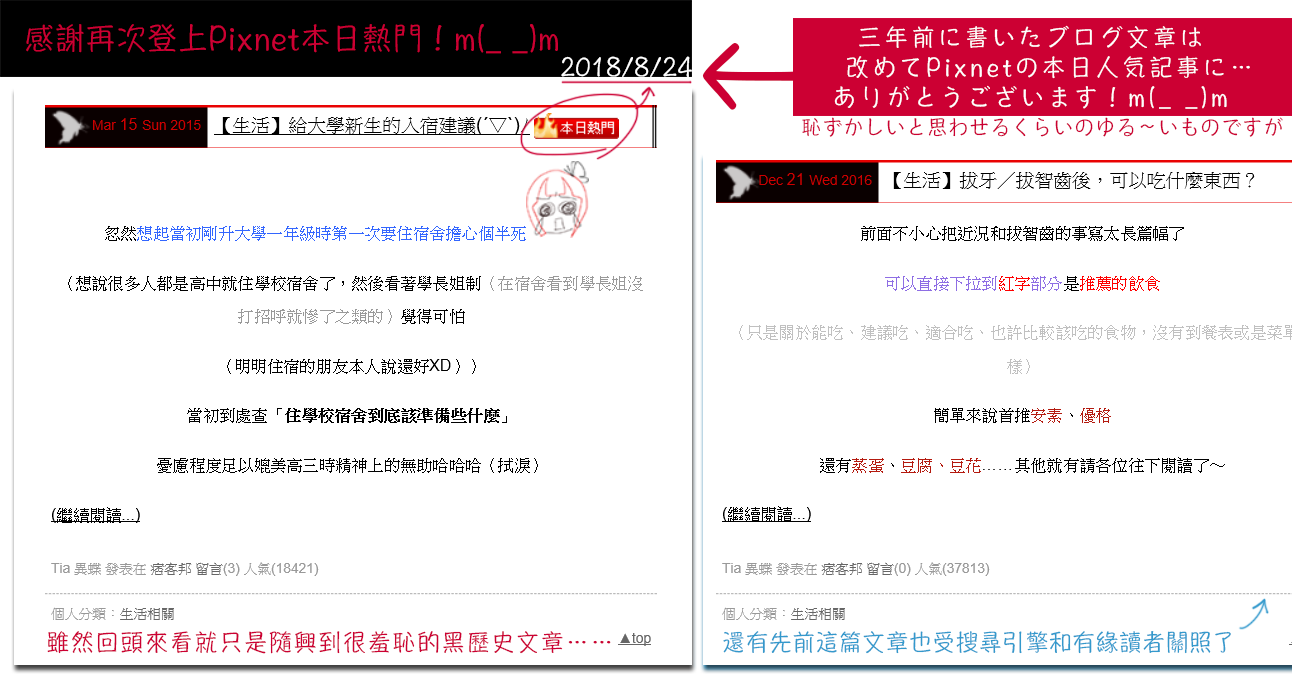 感謝再次登上Pixnet本日熱門！m(_ _)m
2018/8/24
三年前に書いたブログ文章は
改めてPixnetの本日人気記事に…
ありがとうございます！m(_ _)m
恥ずかしいと思わせるくらいのゆる～いものですが
Mar 15 Sun 2015
【生活】給大學新生的入宿建議(´▽`)/
本日熱門
忽然想起當初剛升大學一年級時第一次要住宿舍擔心個半死
（想說很多人都是高中就住學校宿舍了，然後看著學長姐制（在宿舍看到學長姐沒
打招呼就慘了之類的）覺得可怕
（明明住宿的朋友本人說還好XD））
當初到處查「住學校宿舍到底該準備些什麼」
憂慮程度足以媲美高三時精神上的無助哈哈哈（拭淚）
(繼續閱讀...)
Tia 異蝶 發表在 痞客邦 留言(3) 人氣(18421)
個人分類：生活相關
▲top
雖然回頭來看就只是隨興到很羞恥的黑歷史文章……
Dec 21 Wed 2016
【生活】拔牙／拔智齒後，可以吃什麼東西？
前面不小心把近況和拔智齒的事寫太長篇幅了
可以直接下拉到紅字部分是推薦的飲食
（只是關於能吃、建議吃、適合吃、也許比較該吃的食物，沒有到餐表或是菜單
樣）
簡單來說首推安素、優格
還有蒸蛋、豆腐、豆花……其他就有請各位往下閱讀了～
(繼續閱讀...)
Tia 異蝶 發表在 痞客邦 留言(0) 人氣(37813)
個人分類：生活相關
還有先前這篇文章也受搜尋引擎和有緣讀者關照了